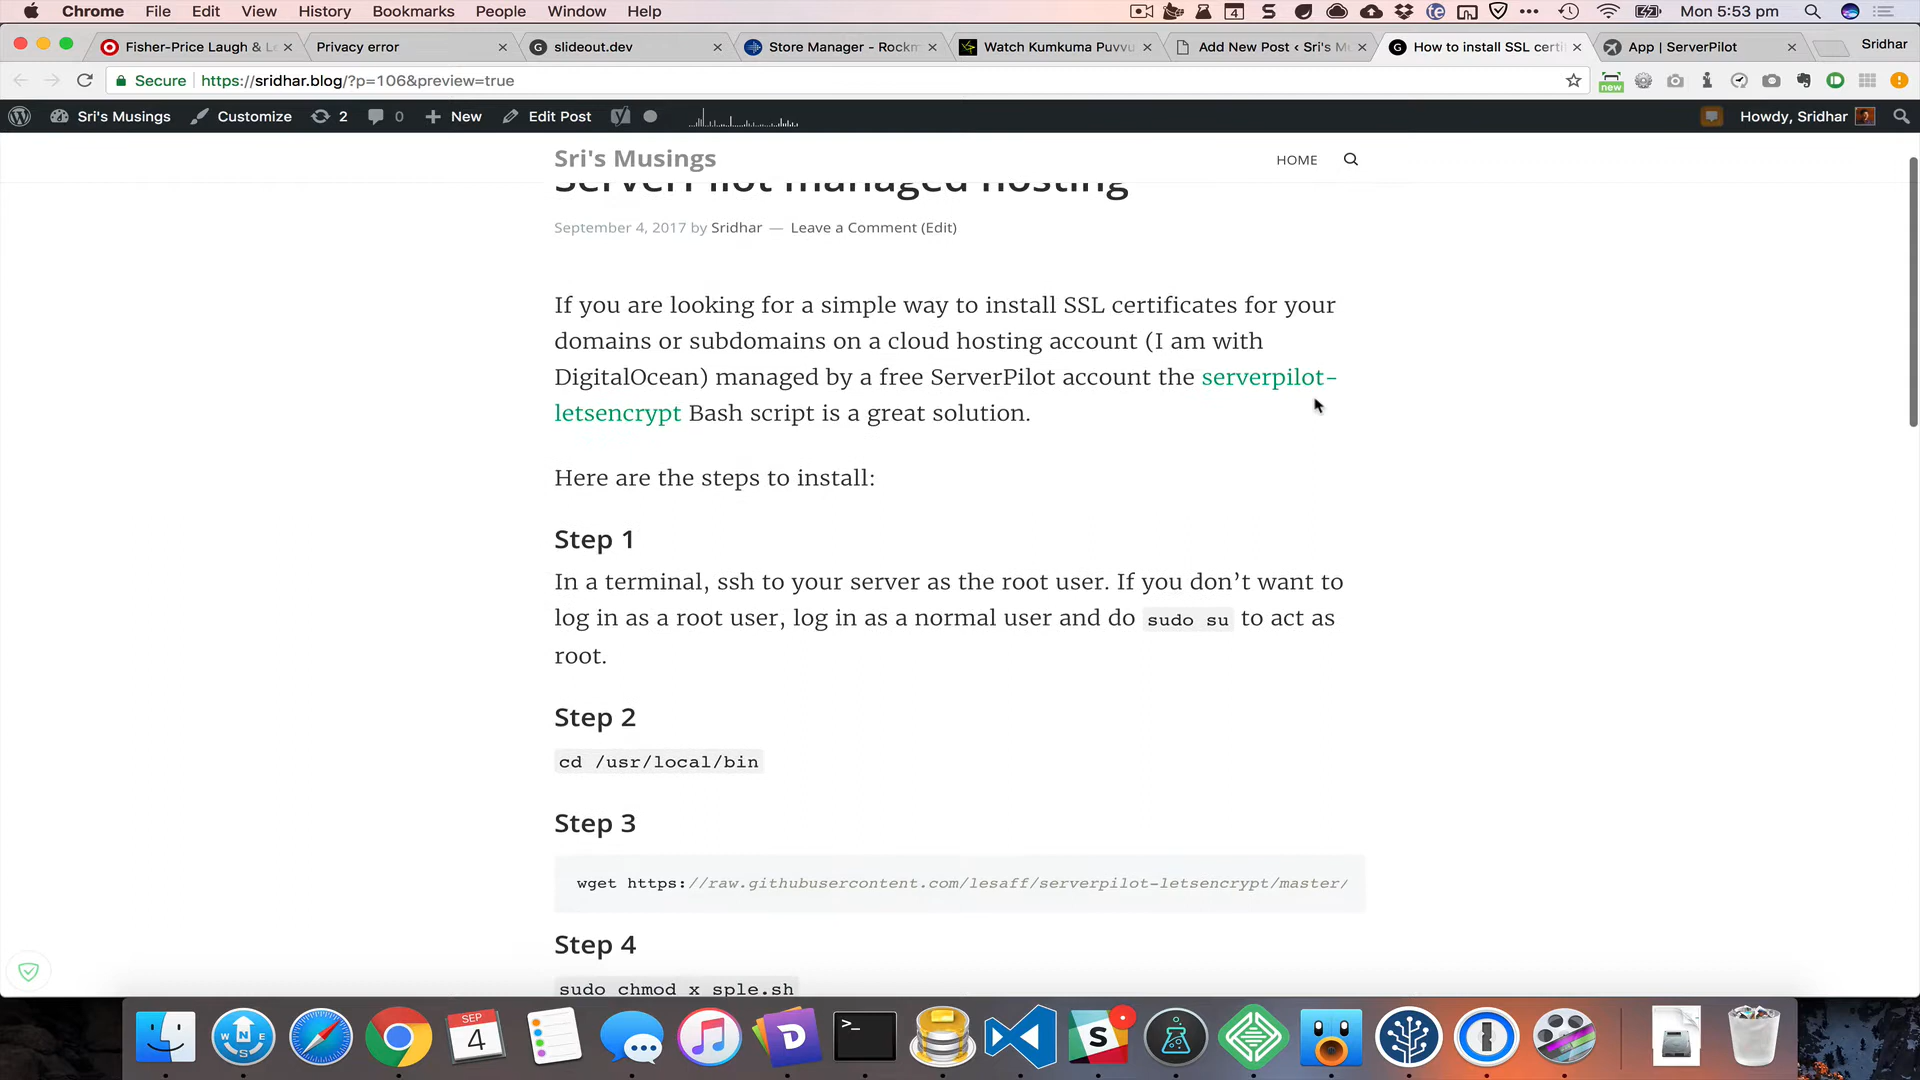 Chrome File Edit View History Bookmarks People Window Help Mon 5:53 pm
Fisher-Price Laugh & L
Privacy error
slideout.dev
Store Manager - Rockm
Watch Kumkuma Puvvu
Add New Post ‹ Sri's M
How to install SSL certi
App | ServerPilot
Sridhar
Secure https://sridhar.blog/?p=106&preview=true
new
Sri's Musings Customize 2 0 New Edit Post Howdy, Sridhar
Sri's Musings
HOME
ServerPilot managed hosting
September 4, 2017 by Sridhar — Leave a Comment (Edit)
If you are looking for a simple way to install SSL certificates for your
domains or subdomains on a cloud hosting account (I am with
DigitalOcean) managed by a free ServerPilot account the serverpilot-
letsencrypt Bash script is a great solution.
Here are the steps to install:
Step 1
In a terminal, ssh to your server as the root user. If you don’t want to
log in as a root user, log in as a normal user and do sudo su to act as
root.
Step 2
cd /usr/local/bin
Step 3
wget https://raw.githubusercontent.com/lesaff/serverpilot-letsencrypt/master/
Step 4
sudo chmod x sple.sh
SEP
4